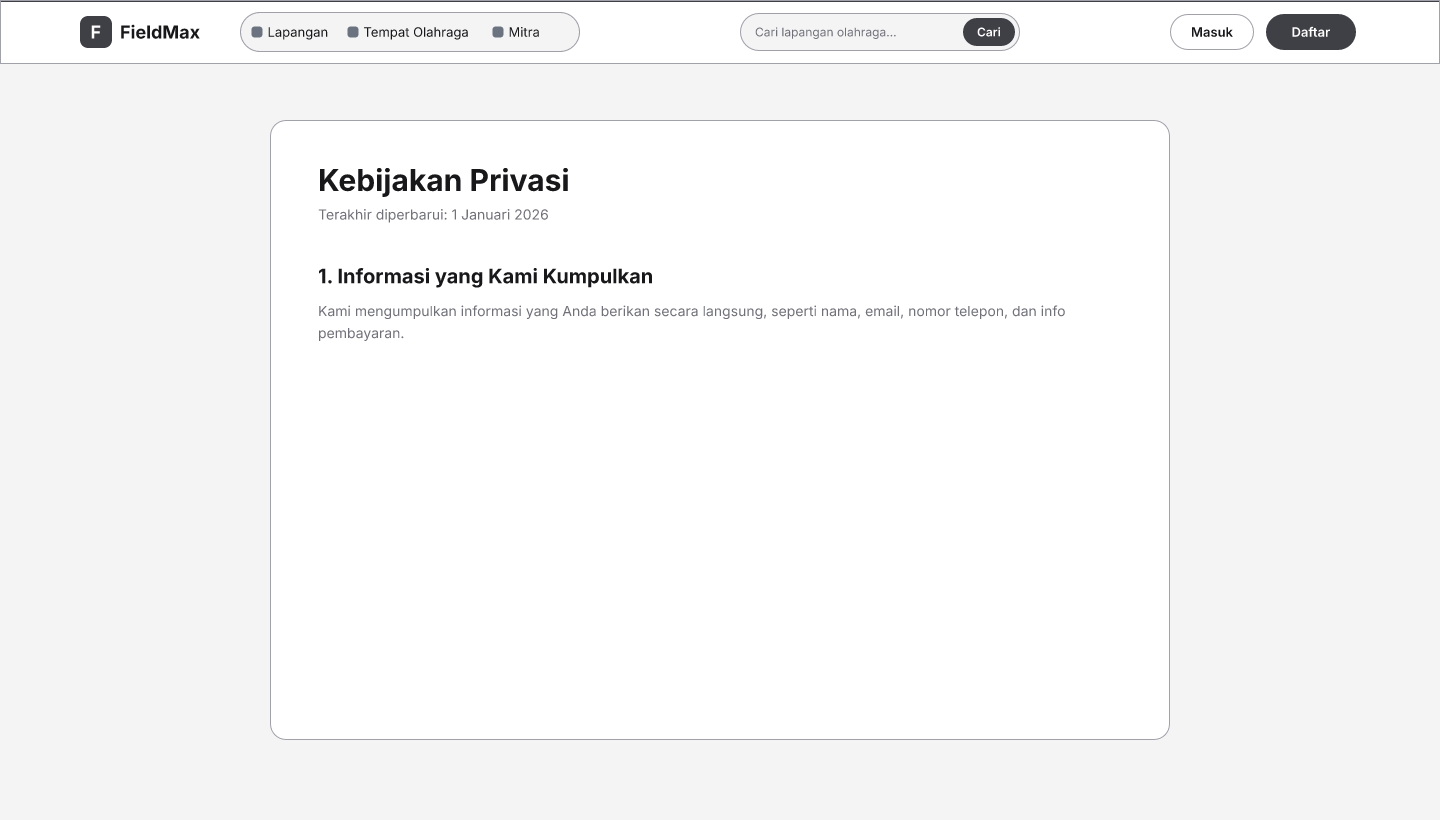 F FieldMax Lapangan Tempat Olahraga Mitra Cari lapangan olahraga... Cari Masuk Daftar
Kebijakan Privasi
Terakhir diperbarui: 1 Januari 2026
1. Informasi yang Kami Kumpulkan
Kami mengumpulkan informasi yang Anda berikan secara langsung, seperti nama, email, nomor telepon, dan info
pembayaran.